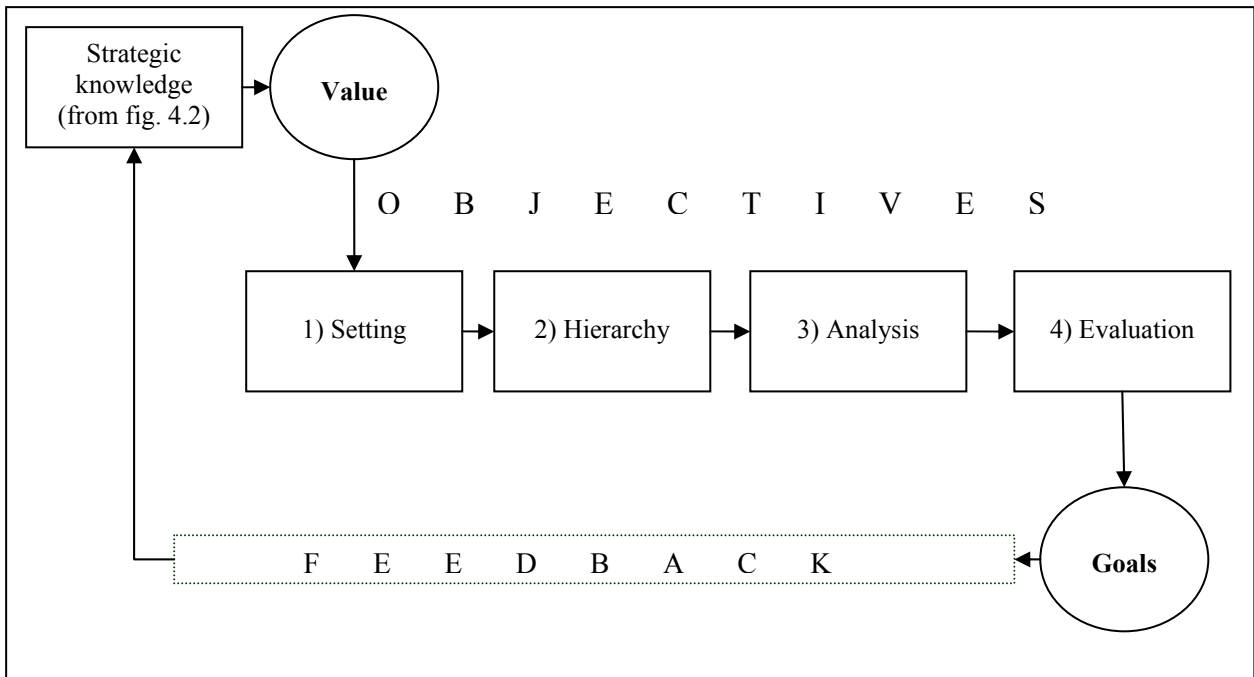 Strategic
knowledge
(from fig. 4.2)
Value
O B J E C T I V E S
1) Setting
2) Hierarchy
3) Analysis
4) Evaluation
F E E D B A C K
Goals